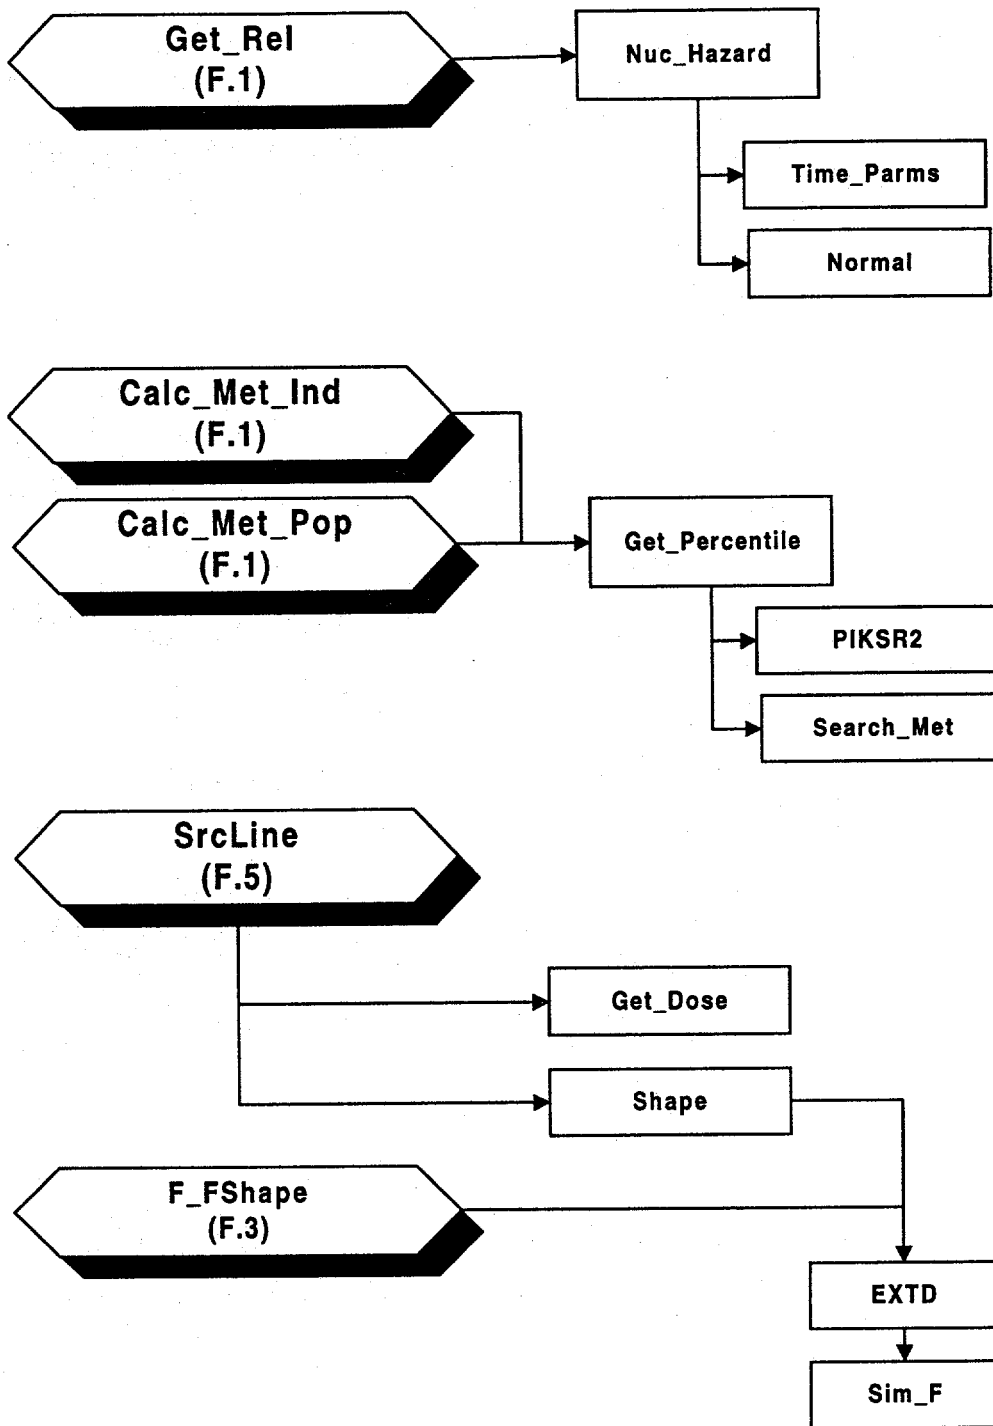 Get_Rel
(F.1)
Nuc_Hazard
Time_Parms
Normal
Calc_Met_Ind
(F.1)
Calc_Met_Pop
(F.1)
Get_Percentile
PIKSR2
Search_Met
SrcLine
(F.5)
Get_Dose
Shape
F_FShape
(F.3)
EXTD
Sim_F